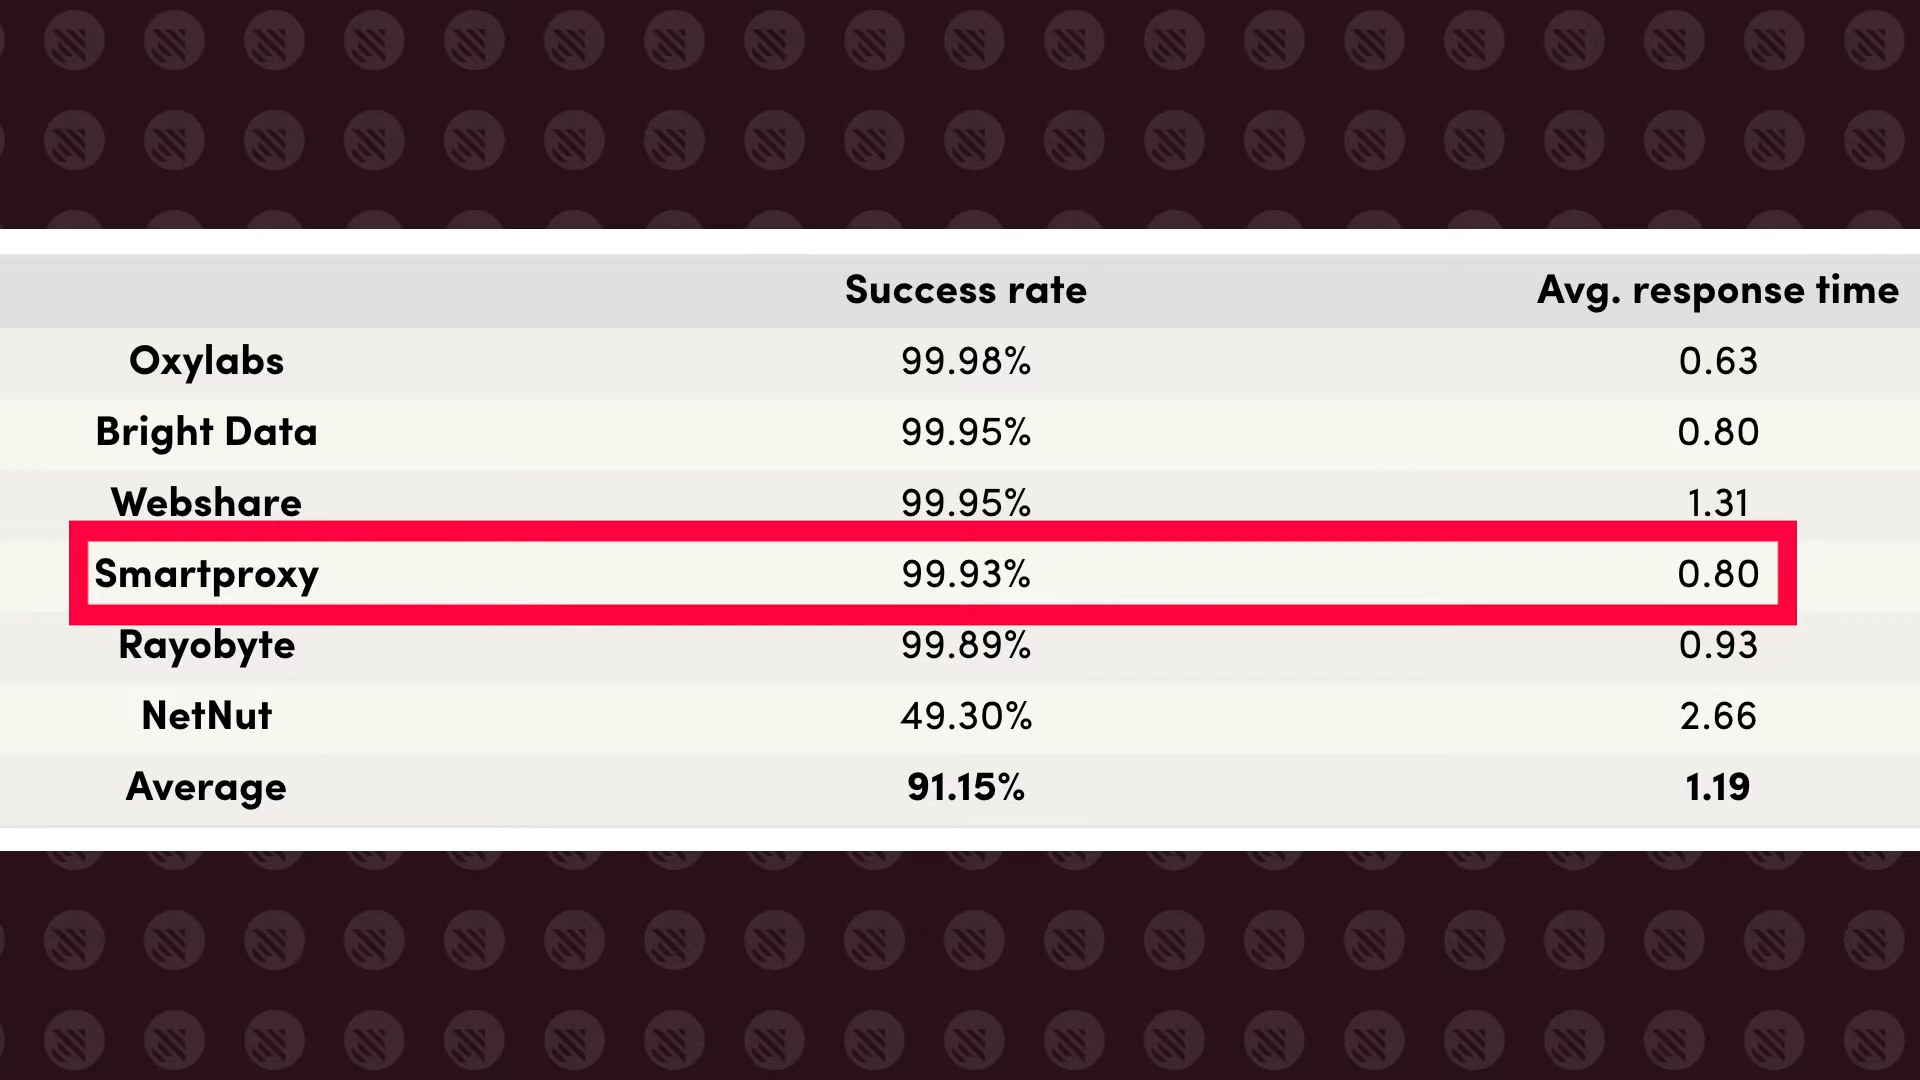 Success rate Avg. response time
Oxylabs 99.98% 0.63
Bright Data 99.95% 0.80
Webshare 99.95% 1.31
Smartproxy 99.93% 0.80
Rayobyte 99.89% 0.93
NetNut 49.30% 2.66
Average 91.15% 1.19